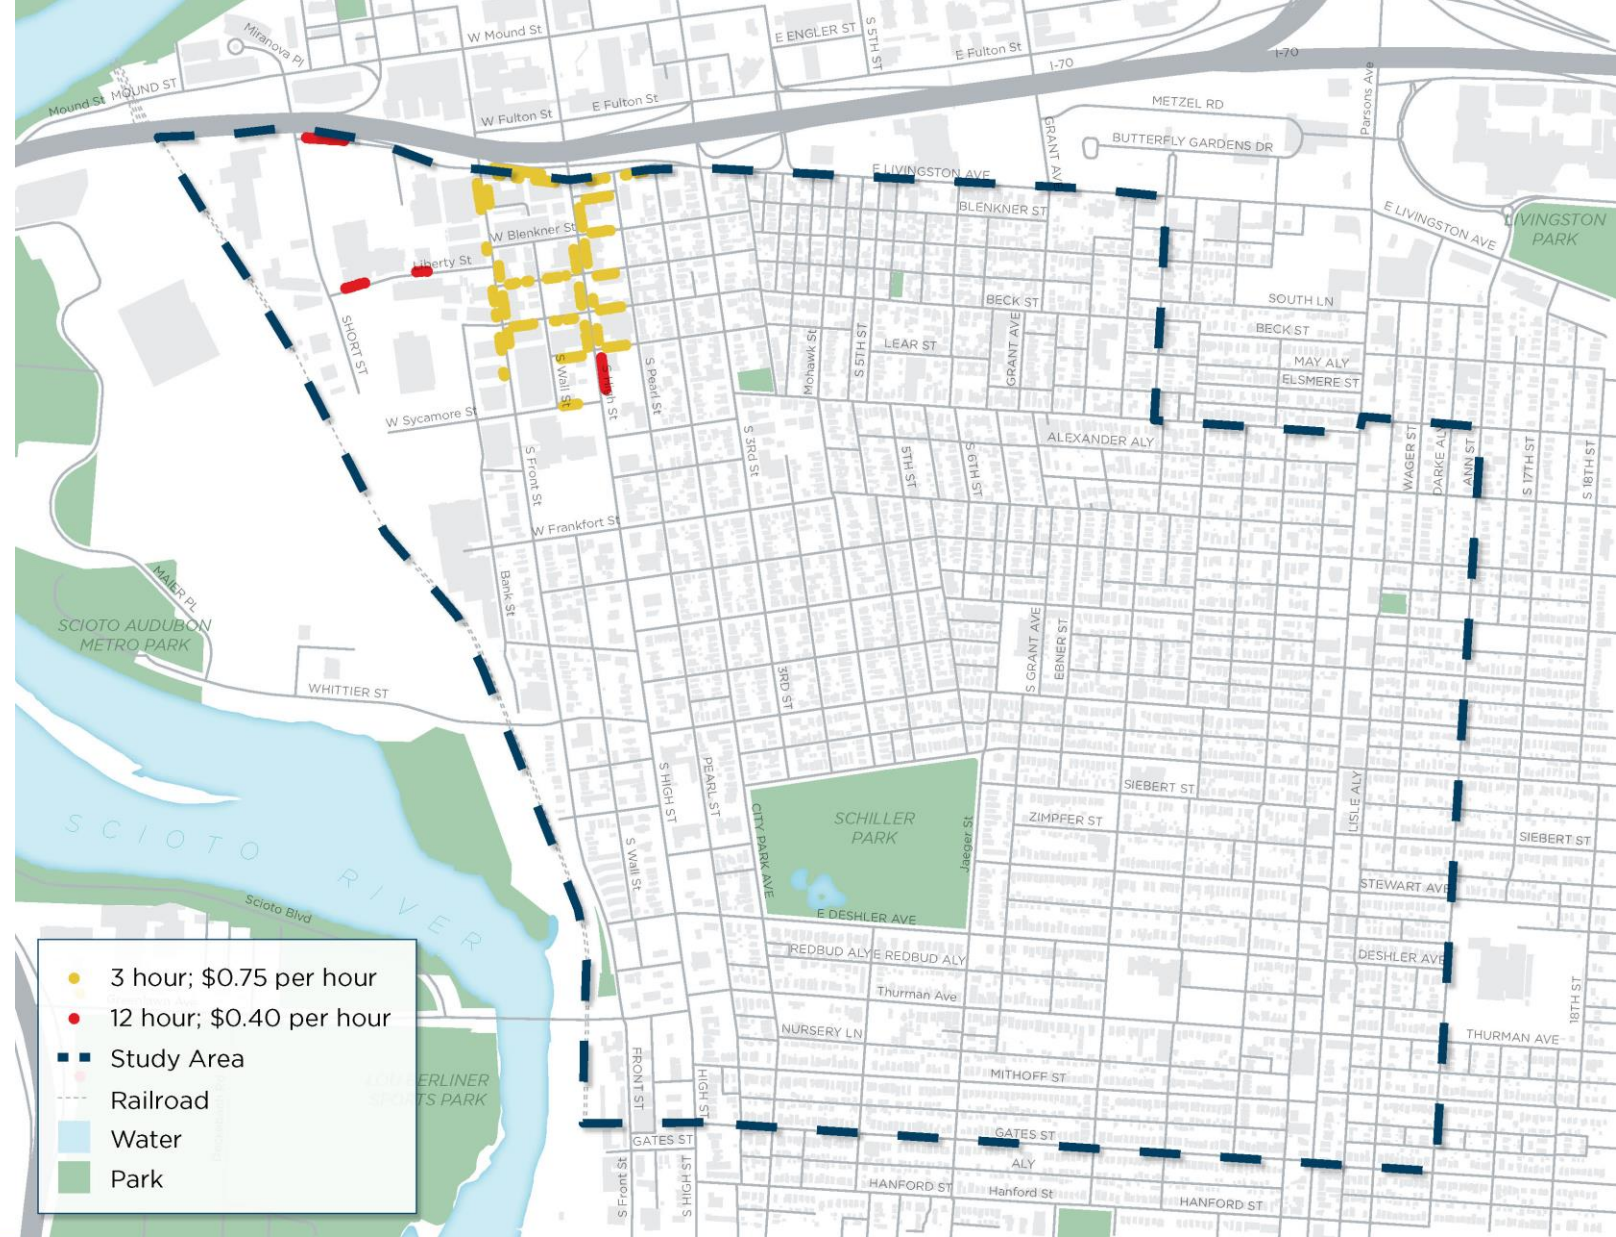 W Mound St
E ENGLER ST
S 5TH ST
E Fulton St
I-70
I-70
Miranova Pl
Mound St
MOUND ST
W Fulton St
E Fulton St
METZEL RD
Parsons Ave
BUTTERFLY GARDENS DR
GRANT AVE
E LIVINGSTON AVE
BLENKNER ST
E LIVINGSTON AVE
LIVINGSTON
PARK
W Blenkner St
Liberty St
BECK ST
SOUTH LN
BECK ST
SHORT ST
LEAR ST
GRANT AVE
Mohawk St
S 5TH ST
MAY ALY
ELSMERE ST
S Wall St
S High St
S Pearl St
W Sycamore St
S Front St
S 3Rd St
5TH ST
S 6TH ST
ALEXANDER ALY
WAGER ST
DARKE ALY
ANN ST
S 17TH ST
S 18TH ST
W Frankfort St
Bank St
MAIER PL
SCIOTO AUDUBON
METRO PARK
WHITTIER ST
3RD ST
S GRANT AVE
EBNER ST
S HIGH ST
PEARL ST
CITY PARK AVE
SCHILLER
PARK
Jaeger St
SIEBERT ST
ZIMPFER ST
LISLE ALY
SIEBERT ST
SCIOTO RIVER
S Wall St
E DESHLER AVE
STEWART AVE
Scioto Blvd
REDBUD ALY
E REDBUD ALY
DESHLER AVE
Thurman Ave
18TH ST
NURSERY LN
THURMAN AVE
FRONT ST
HIGH ST
MITHOFF ST
GATES ST
GATES ST
ALY
S Front St
S HIGH ST
HANFORD ST
Hanford St
HANFORD ST
3 hour; $0.75 per hour
12 hour; $0.40 per hour
Study Area
Railroad
Water
Park
BERLINER
SPORTS PARK